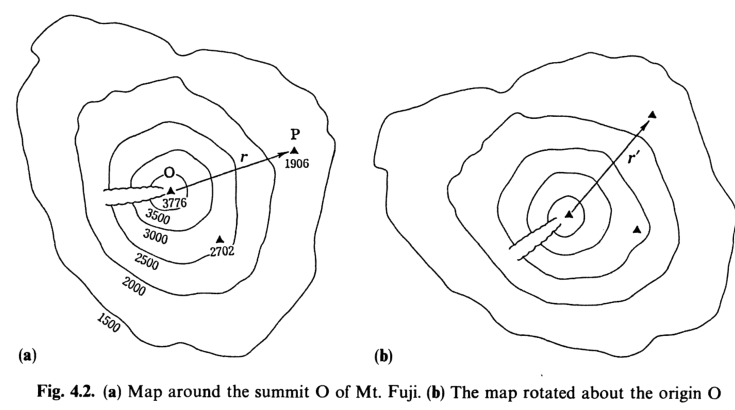 P
r
1906
O
3776
3500
3000
2702
2500
2000
1500
(a)
r′
(b)
Fig. 4.2. (a) Map around the summit O of Mt. Fuji. (b) The map rotated about the origin O